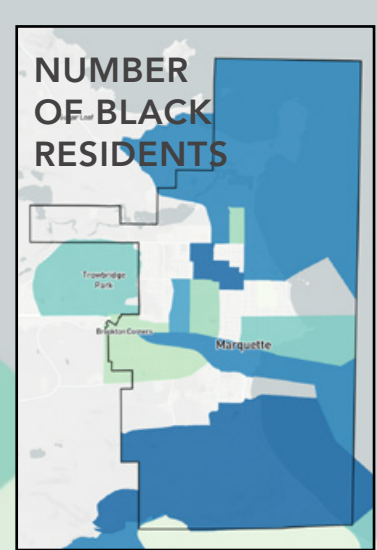 NUMBER
OF BLACK
RESIDENTS
Trowbridge
Park
Brookton Corners
Marquette